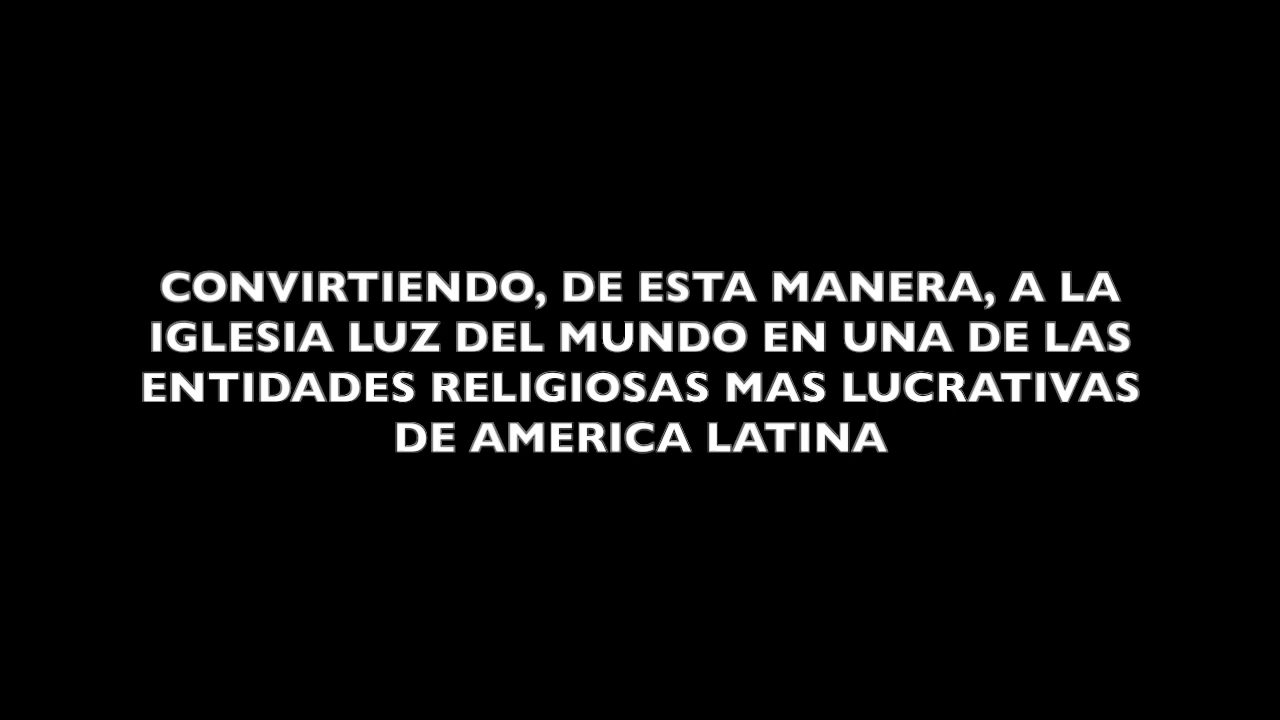 CONVIRTIENDO, DE ESTA MANERA, A LA
IGLESIA LUZ DEL MUNDO EN UNA DE LAS
ENTIDADES RELIGIOSAS MAS LUCRATIVAS
DE AMERICA LATINA